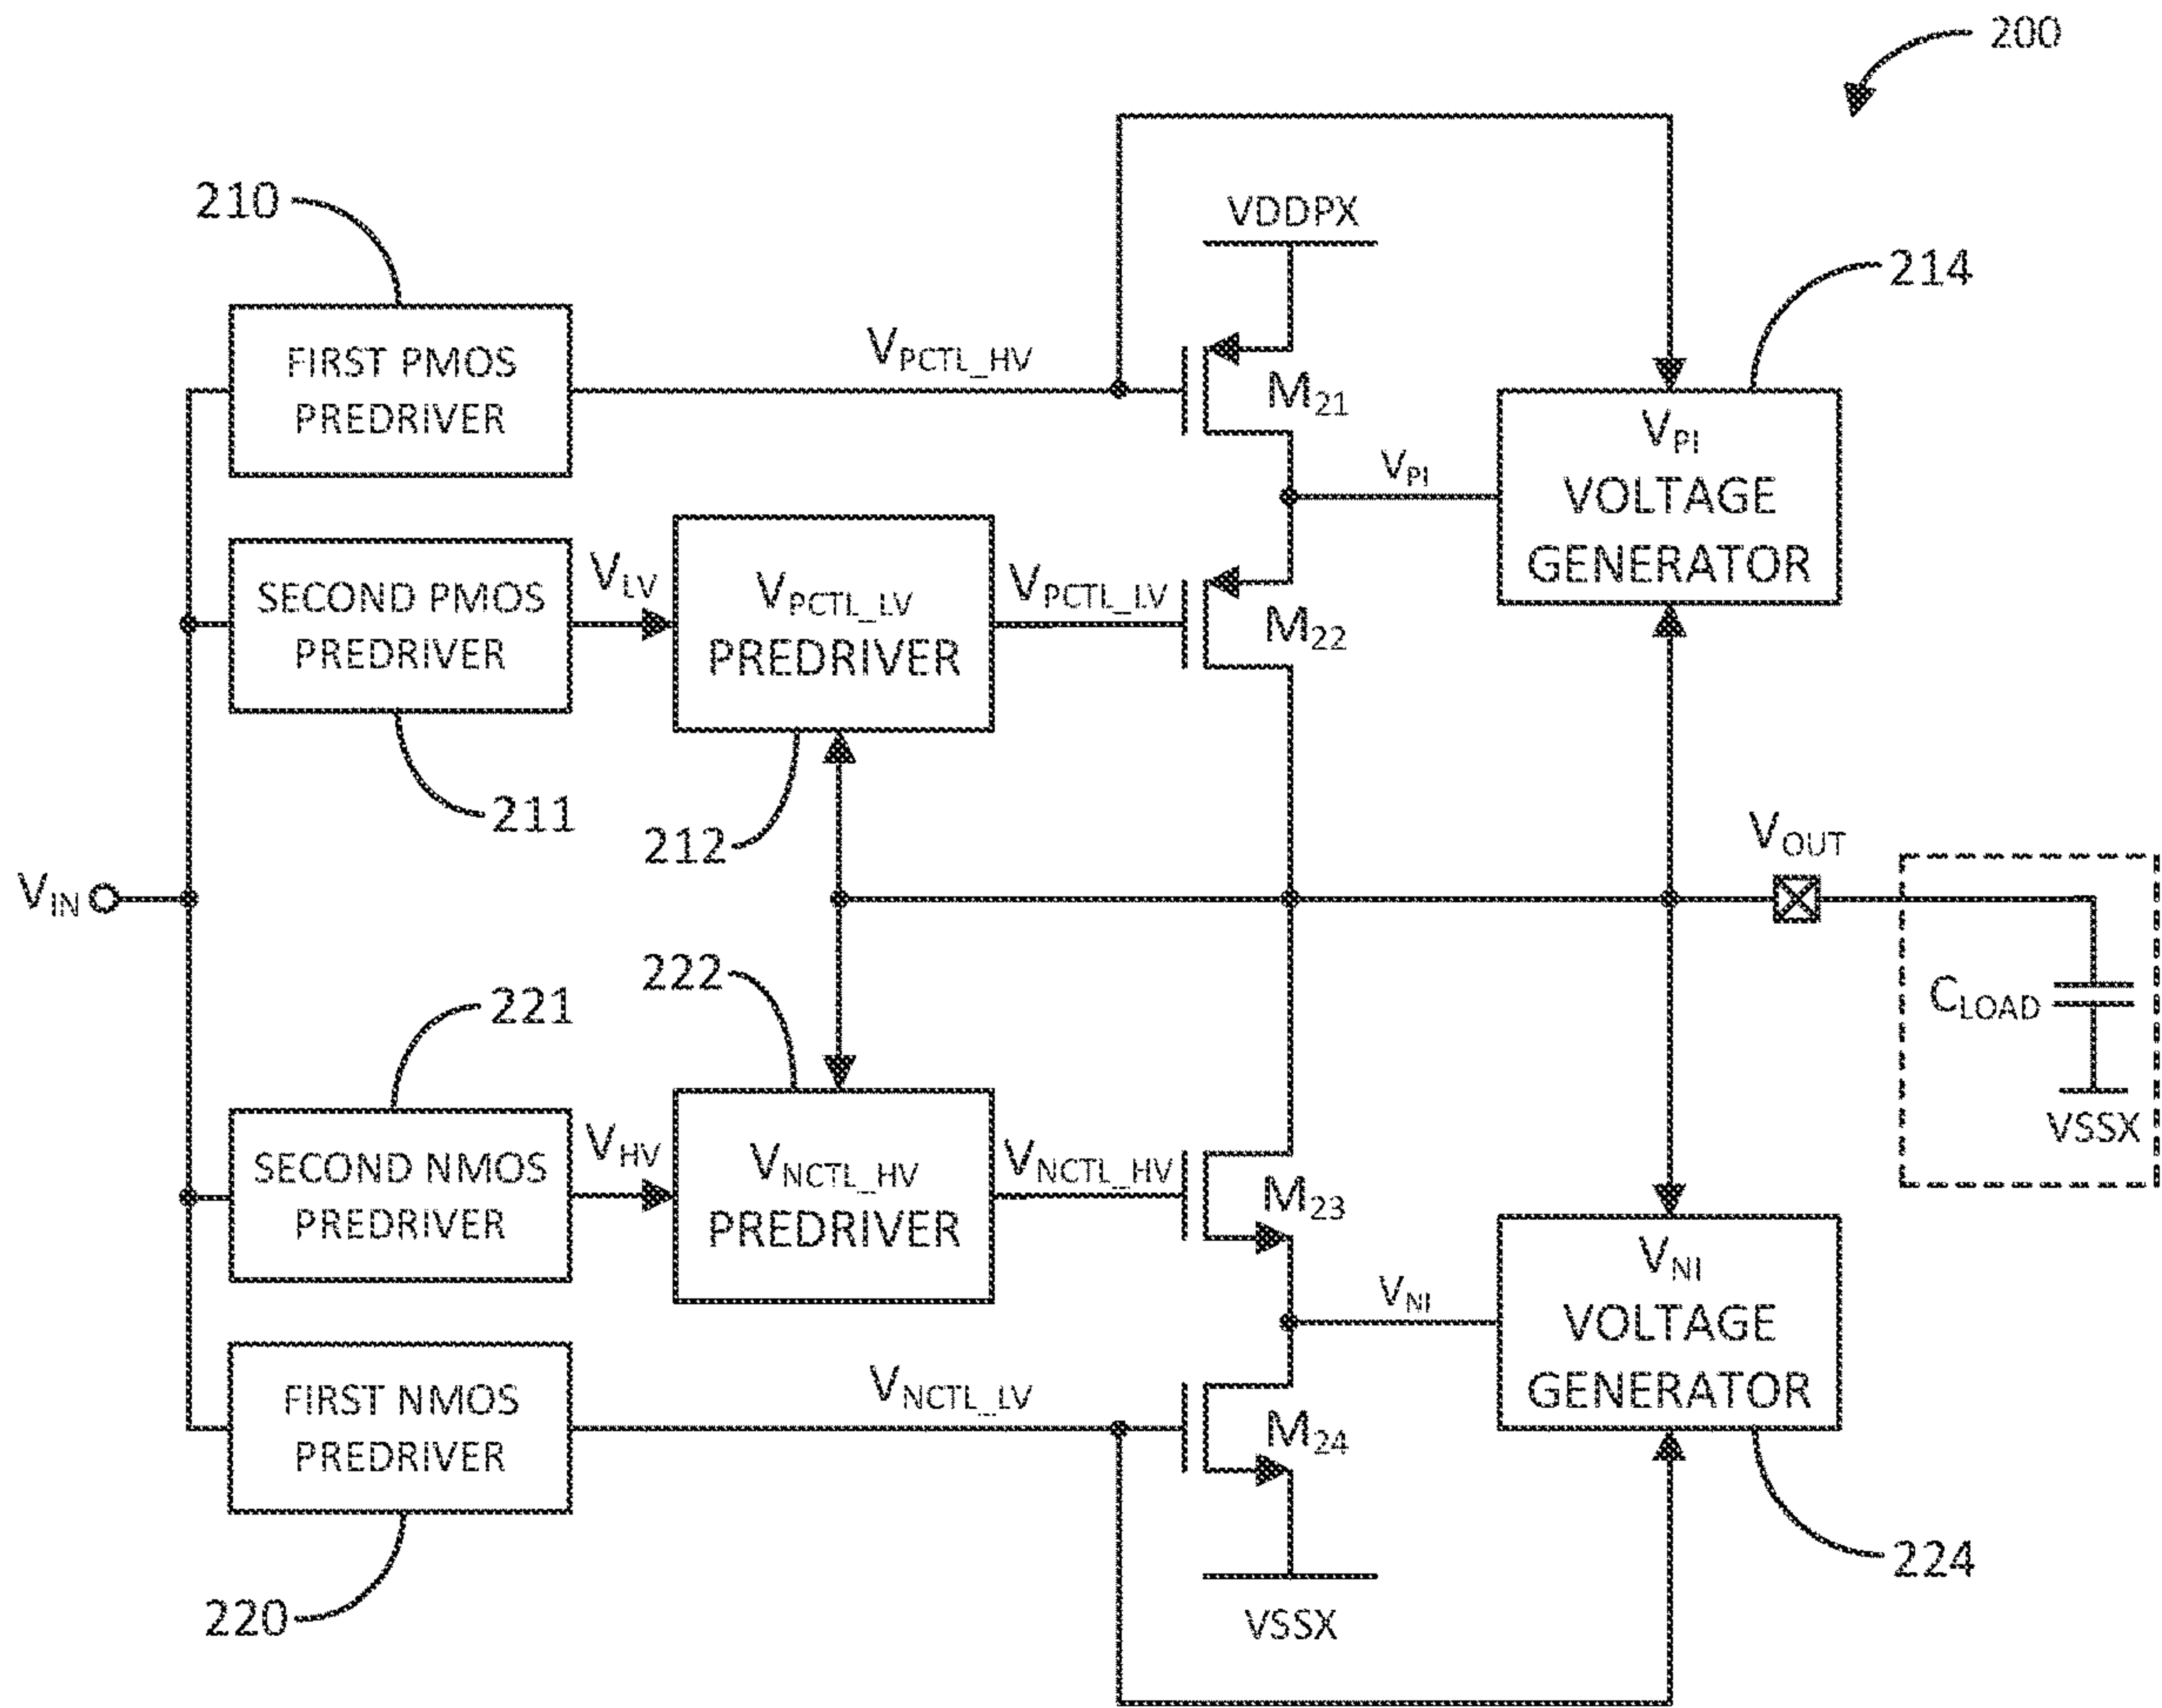 200
210
VDDPX
214
FIRST PMOS
PREDRIVER
VPCTL_HV
M21
VPI
VPI
VOLTAGE
GENERATOR
SECOND PMOS
PREDRIVER
VLV
VPCTL_LV
PREDRIVER
VPCTL_LV
M22
211
212
VOUT
VIN
222
221
CLOAD
VSSX
SECOND NMOS
PREDRIVER
VHV
VNCTL_HV
PREDRIVER
VNCTL_HV
M23
VNI
VNI
VOLTAGE
GENERATOR
FIRST NMOS
PREDRIVER
VNCTL_LV
M24
224
220
VSSX